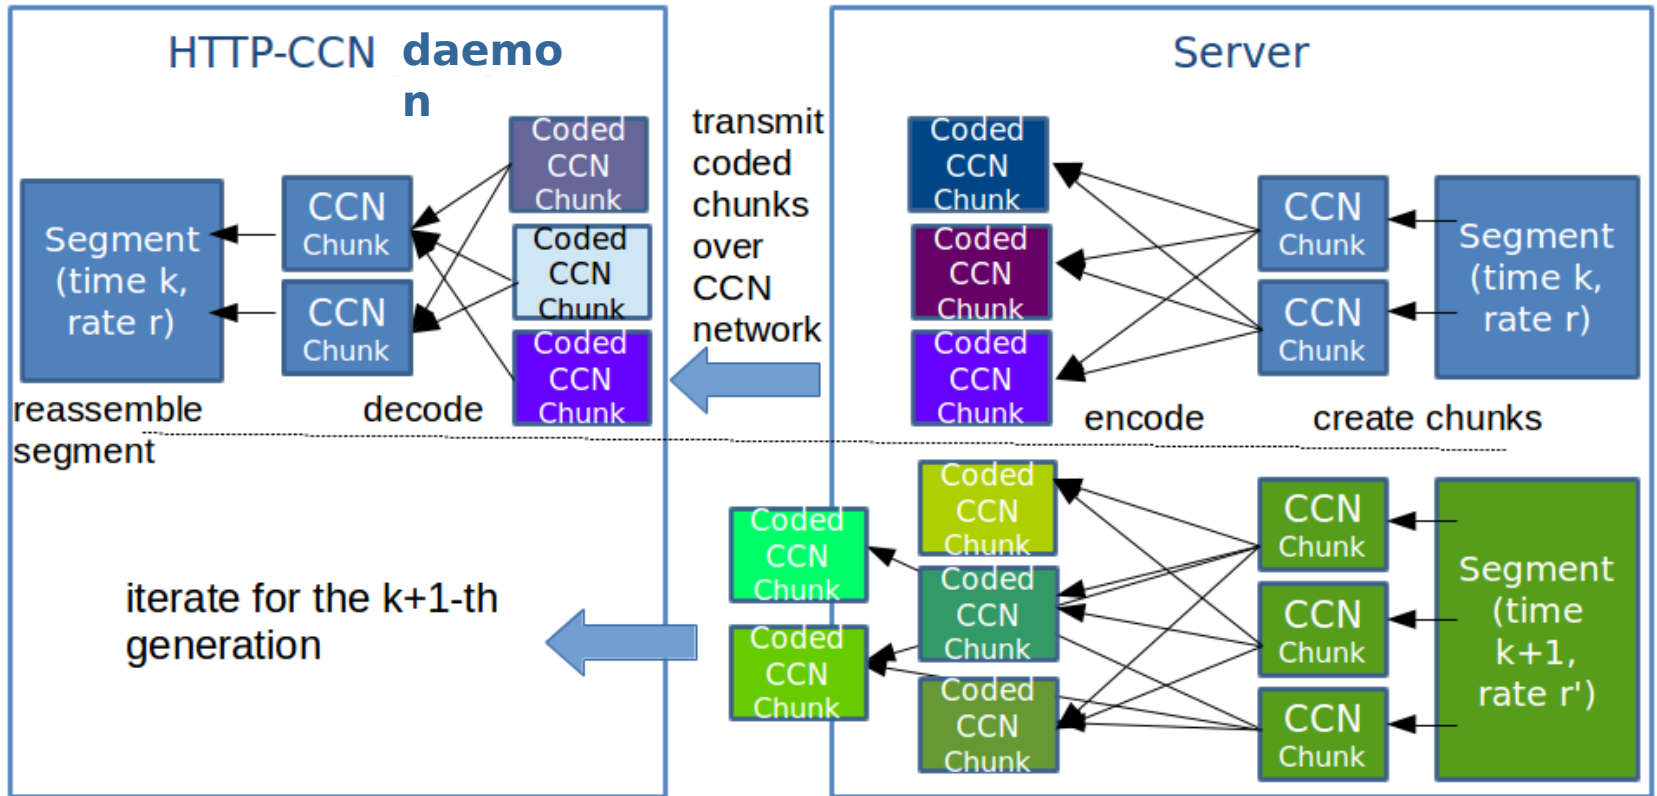 HTTP-CCN daemo
n
Coded
CCN
Chunk
Coded
CCN
Chunk
Coded
CCN
Chunk
CCN
Chunk
CCN
Chunk
Segment
(time k,
rate r)
reassemble
segment
decode
transmit
coded
chunks
over
CCN
network
Server
Coded
CCN
Chunk
Coded
CCN
Chunk
Coded
CCN
Chunk
CCN
Chunk
CCN
Chunk
Segment
(time k,
rate r)
encode
create chunks
iterate for the k+1-th
generation
Coded
CCN
Chunk
Coded
CCN
Chunk
Coded
CCN
Chunk
Coded
CCN
Chunk
Coded
CCN
Chunk
CCN
Chunk
CCN
Chunk
CCN
Chunk
Segment
(time
k+1,
rate r')